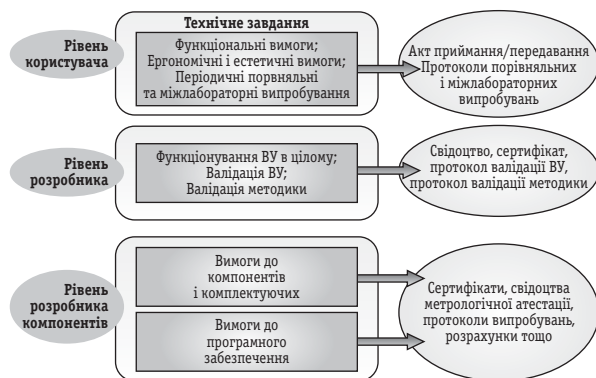 Технічне завдання
Рівень
користувача
Функціональні вимоги;
Ергономічні і естетичні вимоги;
Періодичні порвняльні
та міжлабораторні випробування
Акт приймання/передавання
Протоколи порівняльних
і міжлабораторних
випробувань
Рівень
розробника
Функціонування ВУ в цілому;
Валідація ВУ;
Валідація методики
Свідоцтво, сертифікат,
протокол валідації ВУ,
протокол валідації методики
Рівень
розробника
компонентів
Вимоги до
компонентів
і комплектуючих
Вимоги до
програмного
забезпечення
Сертифікати, свідоцтва
метрологічної атестації,
протоколи випробувань,
розрахунки тощо